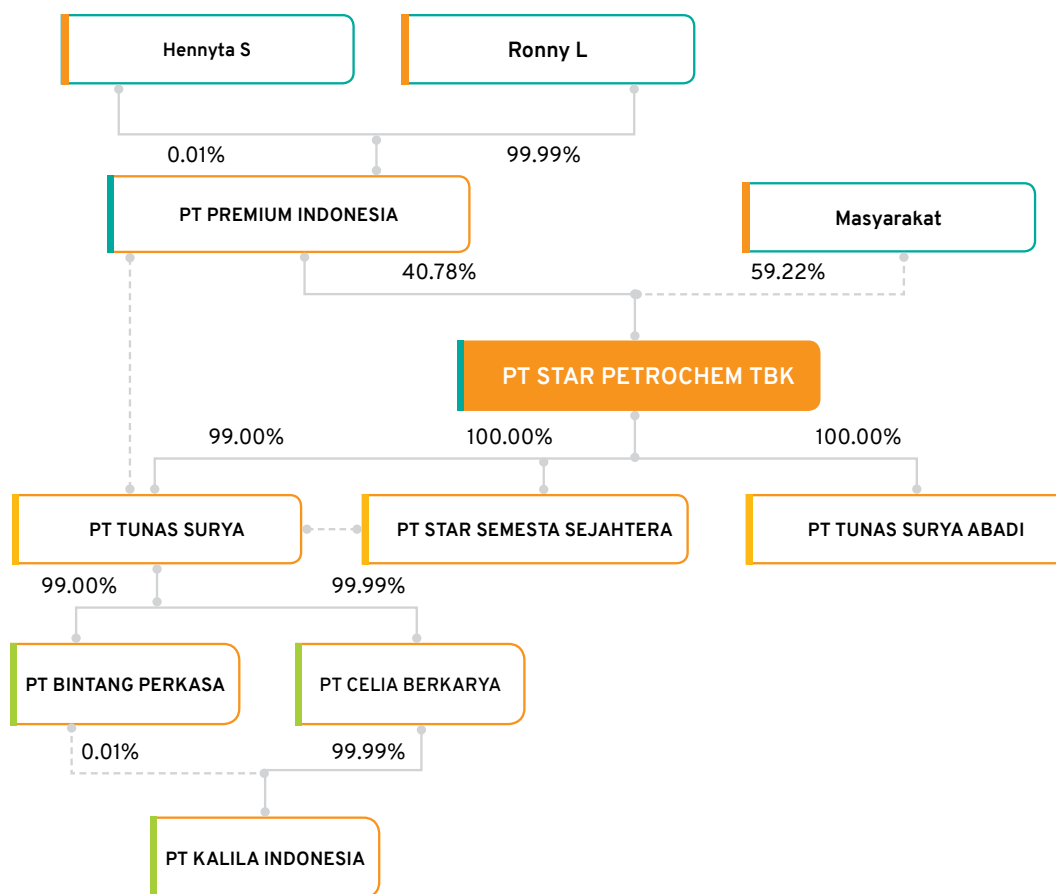 Hennyta S
Ronny L
0.01%
99.99%
PT PREMIUM INDONESIA
Masyarakat
40.78%
59.22%
PT STAR PETROCHEM TBK
99.00%
100.00%
100.00%
PT TUNAS SURYA
PT STAR SEMESTA SEJAHTERA
PT TUNAS SURYA ABADI
99.00%
99.99%
PT BINTANG PERKASA
PT CELIA BERKARYA
0.01%
99.99%
PT KALILA INDONESIA